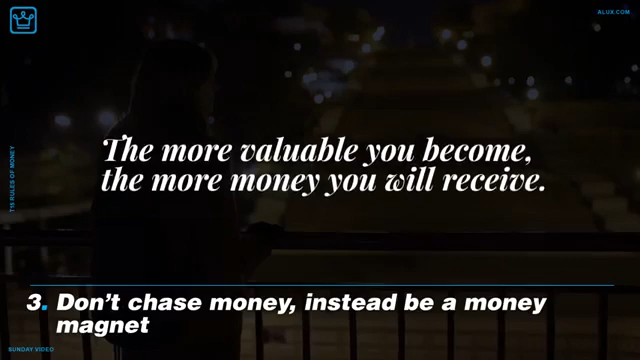 ALUX.COM
The more valuable you become,
the more money you will receive.
T15 RULES OF MONEY
3. Don't chase money, instead be a money
magnet
SUNDAY VIDEO